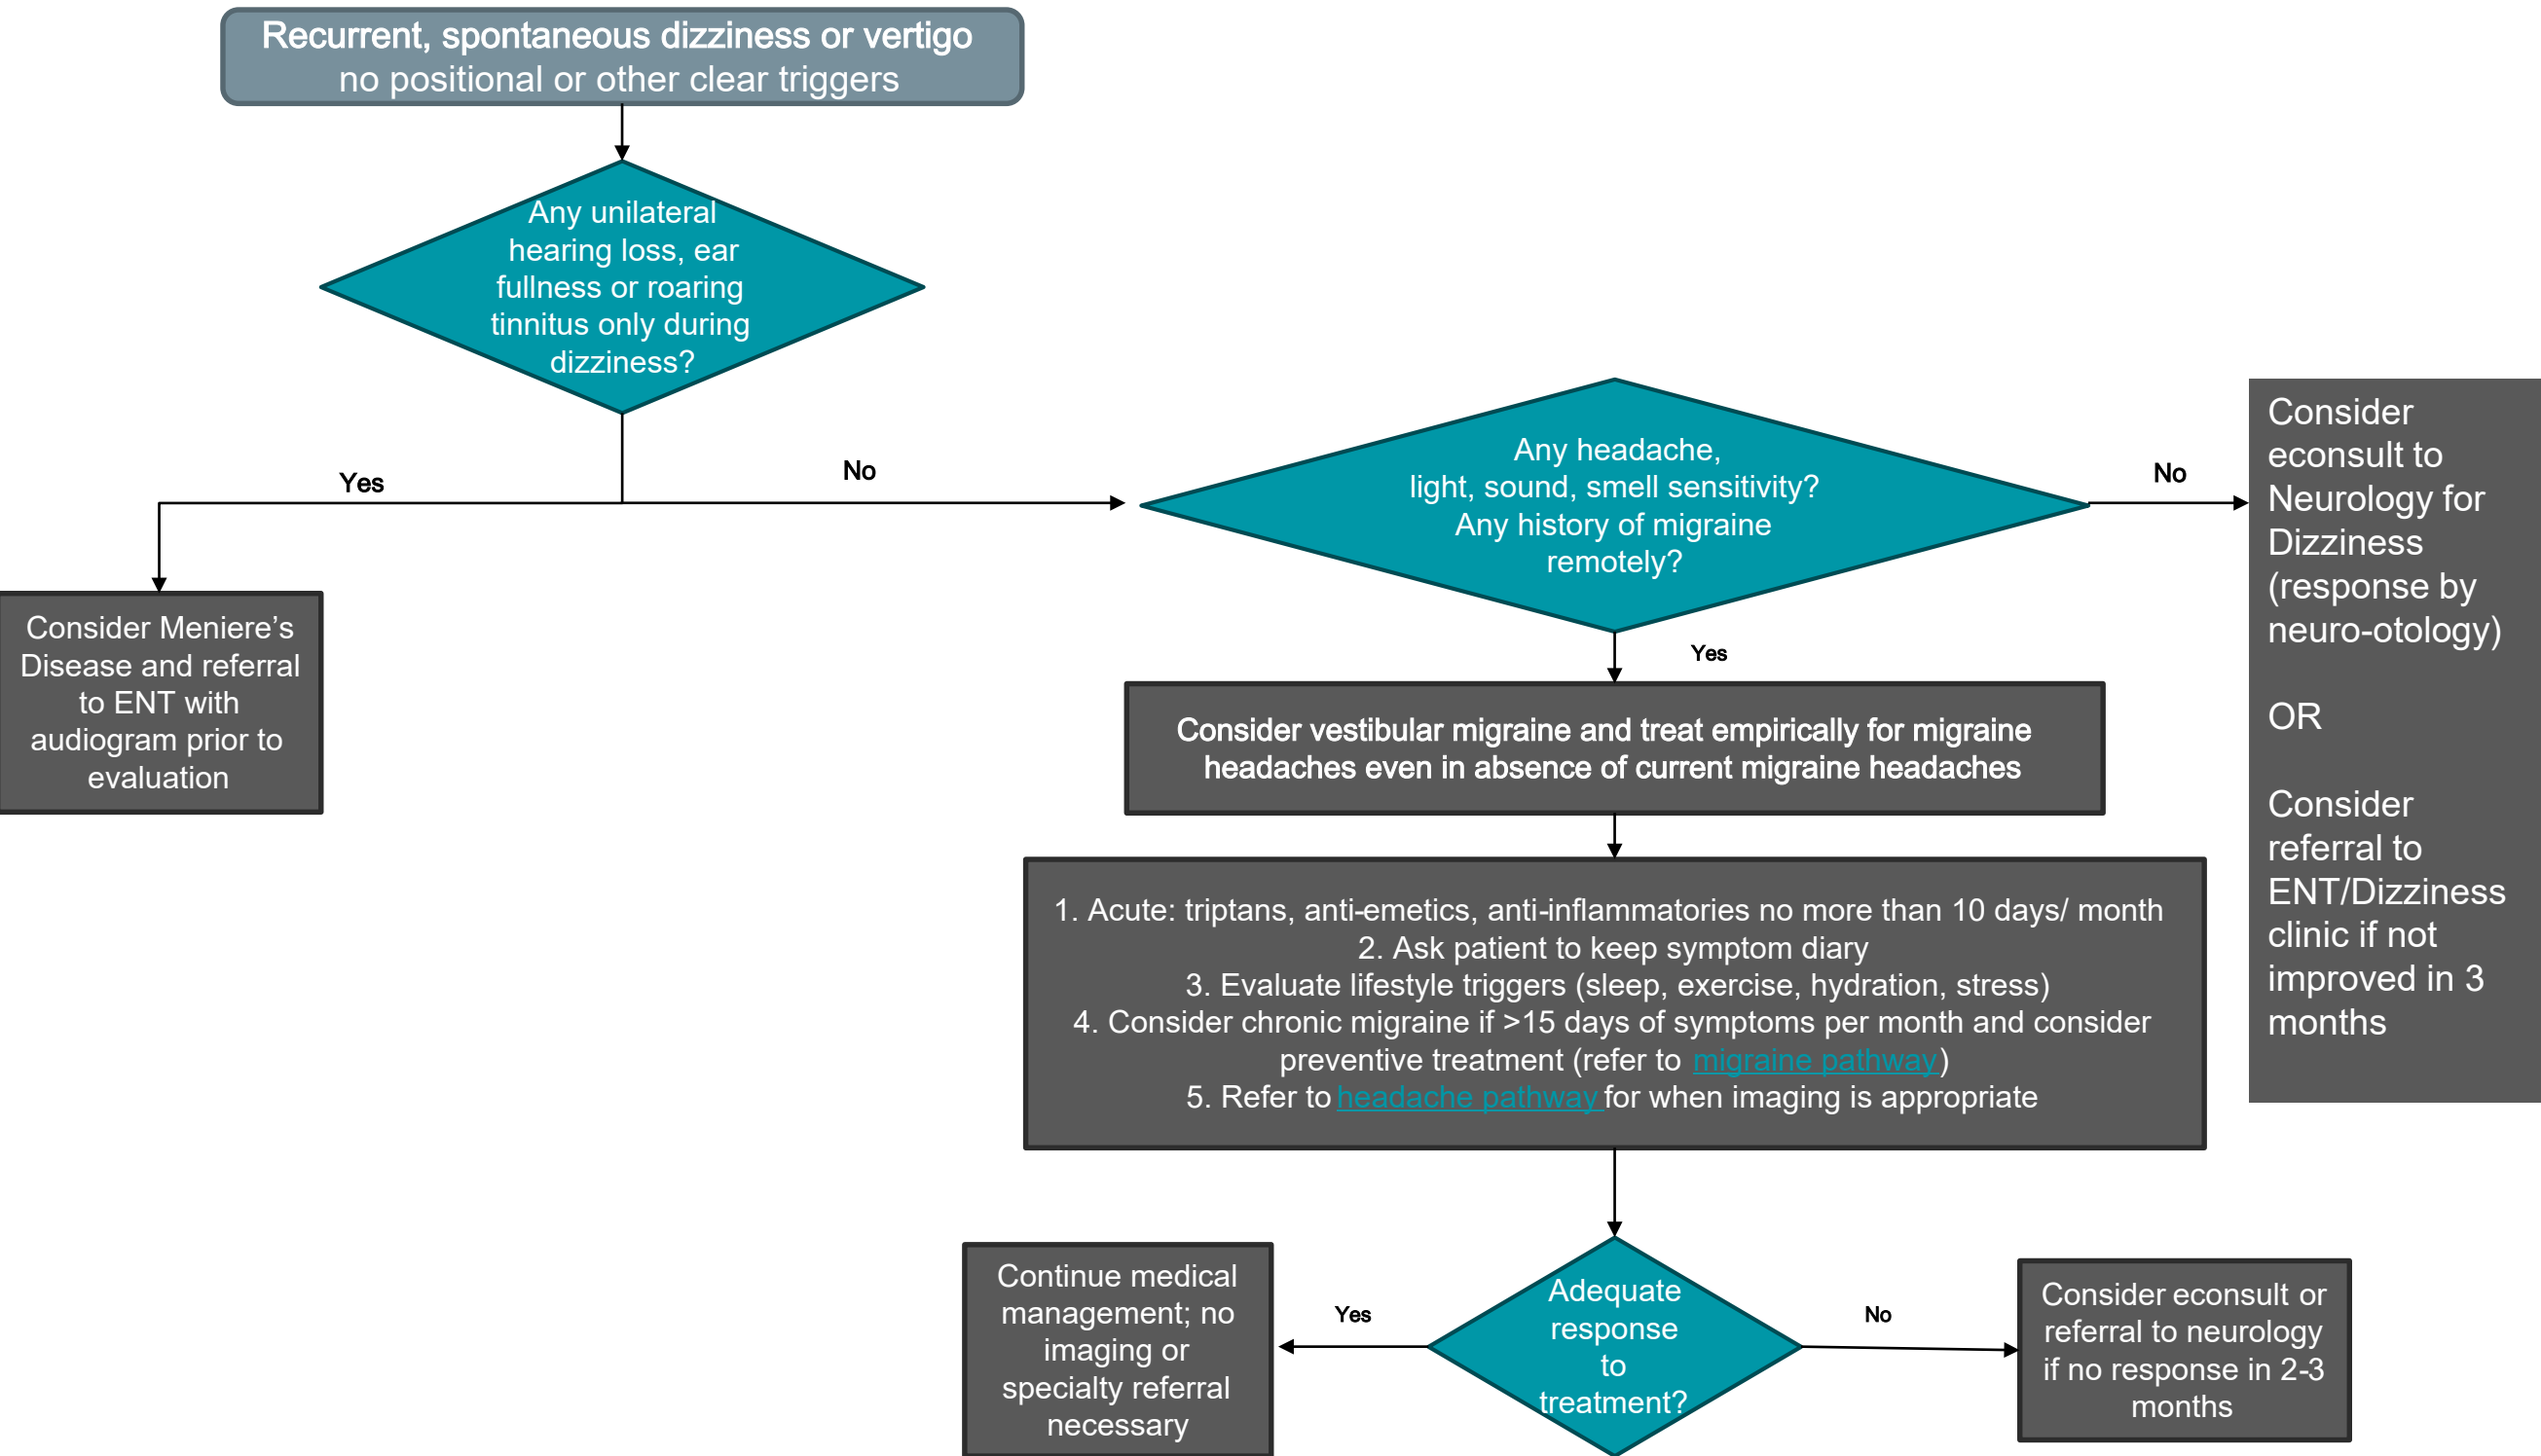 Recurrent, spontaneous dizziness or vertigo
no positional or other clear triggers
Any unilateral
hearing loss, ear
fullness or roaring
tinnitus only during
dizziness?
Yes
No
Consider Meniere’s
Disease and referral
to ENT with
audiogram prior to
evaluation
Any headache,
light, sound, smell sensitivity?
Any history of migraine
remotely?
No
Consider
econsult to
Neurology for
Dizziness
(response by
neuro-otology)
OR
Consider
referral to
ENT/Dizziness
clinic if not
improved in 3
months
Yes
Consider vestibular migraine and treat empirically for migraine
headaches even in absence of current migraine headaches
1. Acute: triptans, anti-emetics, anti-inflammatories no more than 10 days/ month
2. Ask patient to keep symptom diary
3. Evaluate lifestyle triggers (sleep, exercise, hydration, stress)
4. Consider chronic migraine if >15 days of symptoms per month and consider
preventive treatment (refer to migraine pathway)
5. Refer to headache pathway for when imaging is appropriate
Adequate
response
to
treatment?
Yes
Continue medical
management; no
imaging or
specialty referral
necessary
No
Consider econsult or
referral to neurology
if no response in 2-3
months